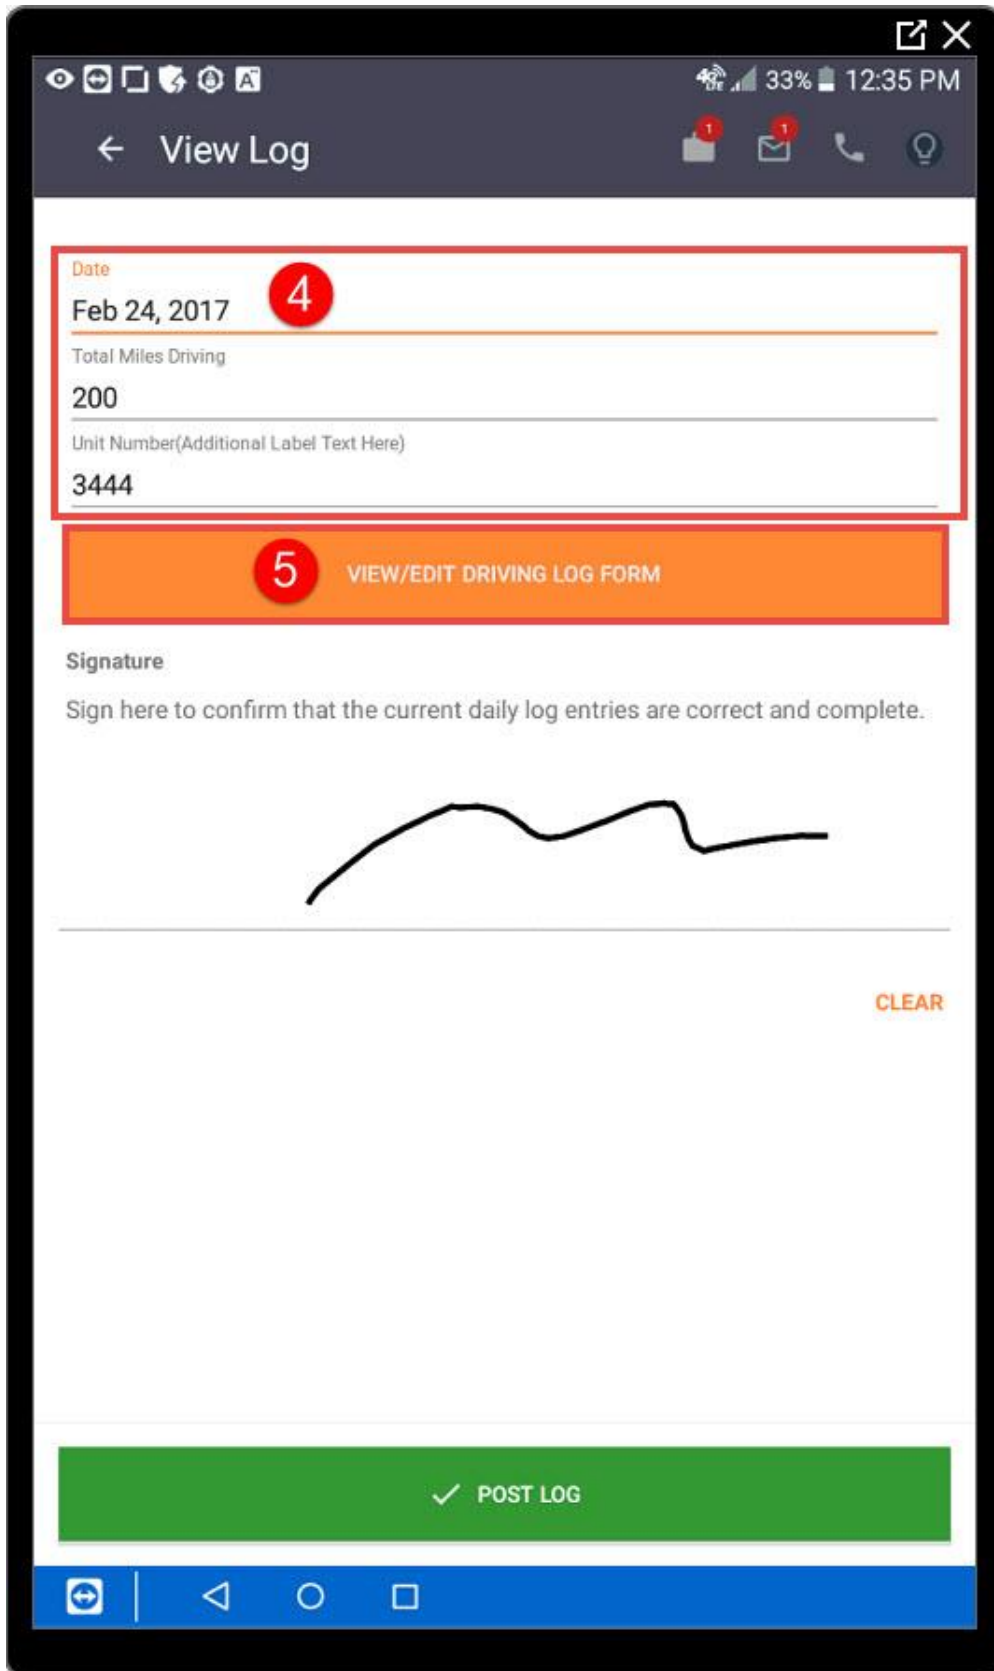 33% 12:35 PM
View Log
1 1
Date
Feb 24, 2017
4
Total Miles Driving
200
Unit Number(Additional Label Text Here)
3444
5 VIEW/EDIT DRIVING LOG FORM
Signature
Sign here to confirm that the current daily log entries are correct and complete.
CLEAR
POST LOG